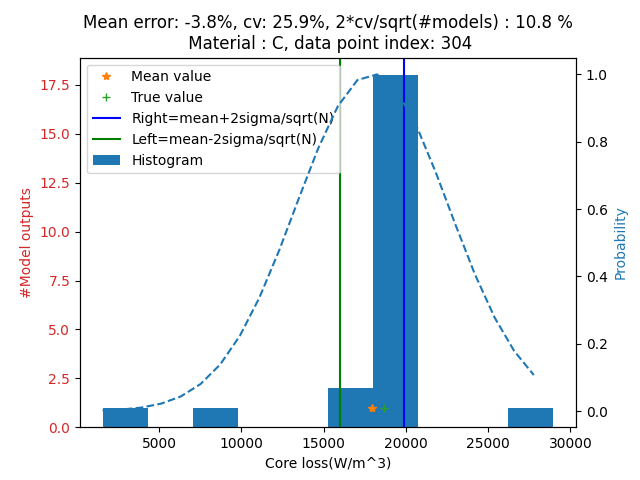 Mean error: -3.8%, cv: 25.9%, 2*cv/sqrt(#models) : 10.8 %
Material : C, data point index: 304
Mean value
True value
Right=mean+2sigma/sqrt(N)
Left=mean-2sigma/sqrt(N)
Histogram
#Model outputs
17.5
15.0
12.5
10.0
7.5
5.0
2.5
0.0
1.0
0.8
0.6
0.4
0.2
0.0
Probability
5000
10000
15000
20000
25000
30000
Core loss(W/m^3)